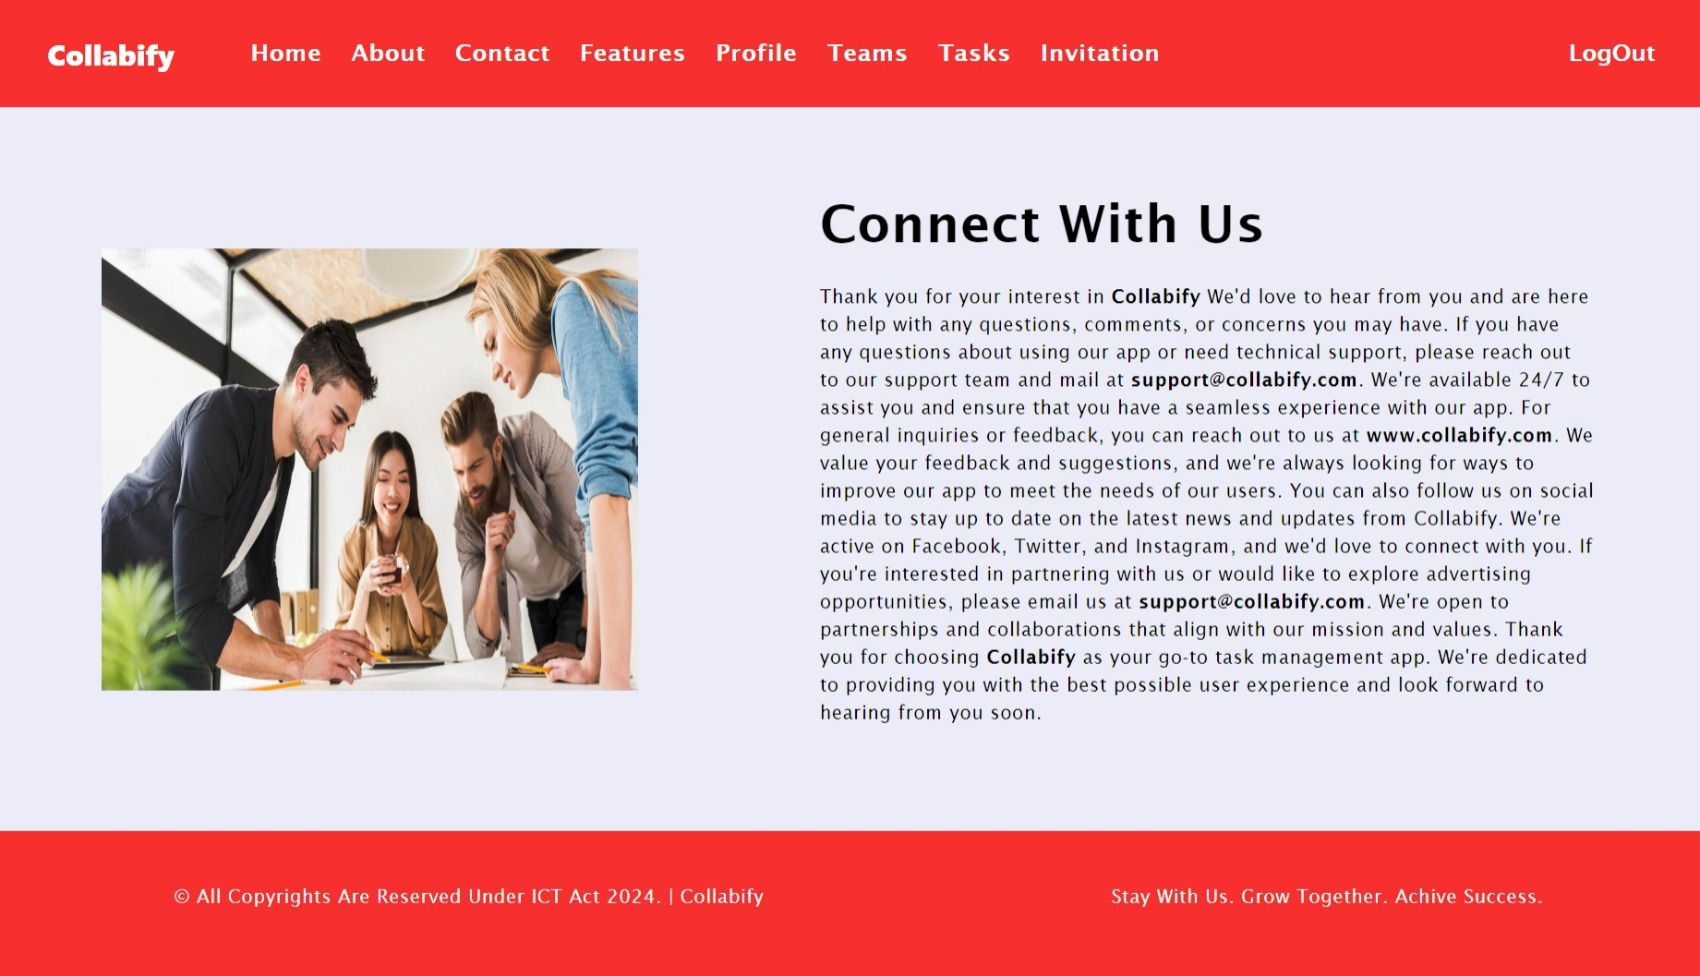 Collabify
Home About Contact Features Profile Teams Tasks Invitation LogOut
Connect With Us
Thank you for your interest in Collabify We'd love to hear from you and are here
to help with any questions, comments, or concerns you may have. If you have
any questions about using our app or need technical support, please reach out
to our support team and mail at support@collabify.com. We're available 24/7 to
assist you and ensure that you have a seamless experience with our app. For
general inquiries or feedback, you can reach out to us at www.collabify.com. We
value your feedback and suggestions, and we're always looking for ways to
improve our app to meet the needs of our users. You can also follow us on social
media to stay up to date on the latest news and updates from Collabify. We're
active on Facebook, Twitter, and Instagram, and we'd love to connect with you. If
you're interested in partnering with us or would like to explore advertising
opportunities, please email us at support@collabify.com. We're open to
partnerships and collaborations that align with our mission and values. Thank
you for choosing Collabify as your go-to task management app. We're dedicated
to providing you with the best possible user experience and look forward to
hearing from you soon.
© All Copyrights Are Reserved Under ICT Act 2024. | Collabify
Stay With Us. Grow Together. Achive Success.